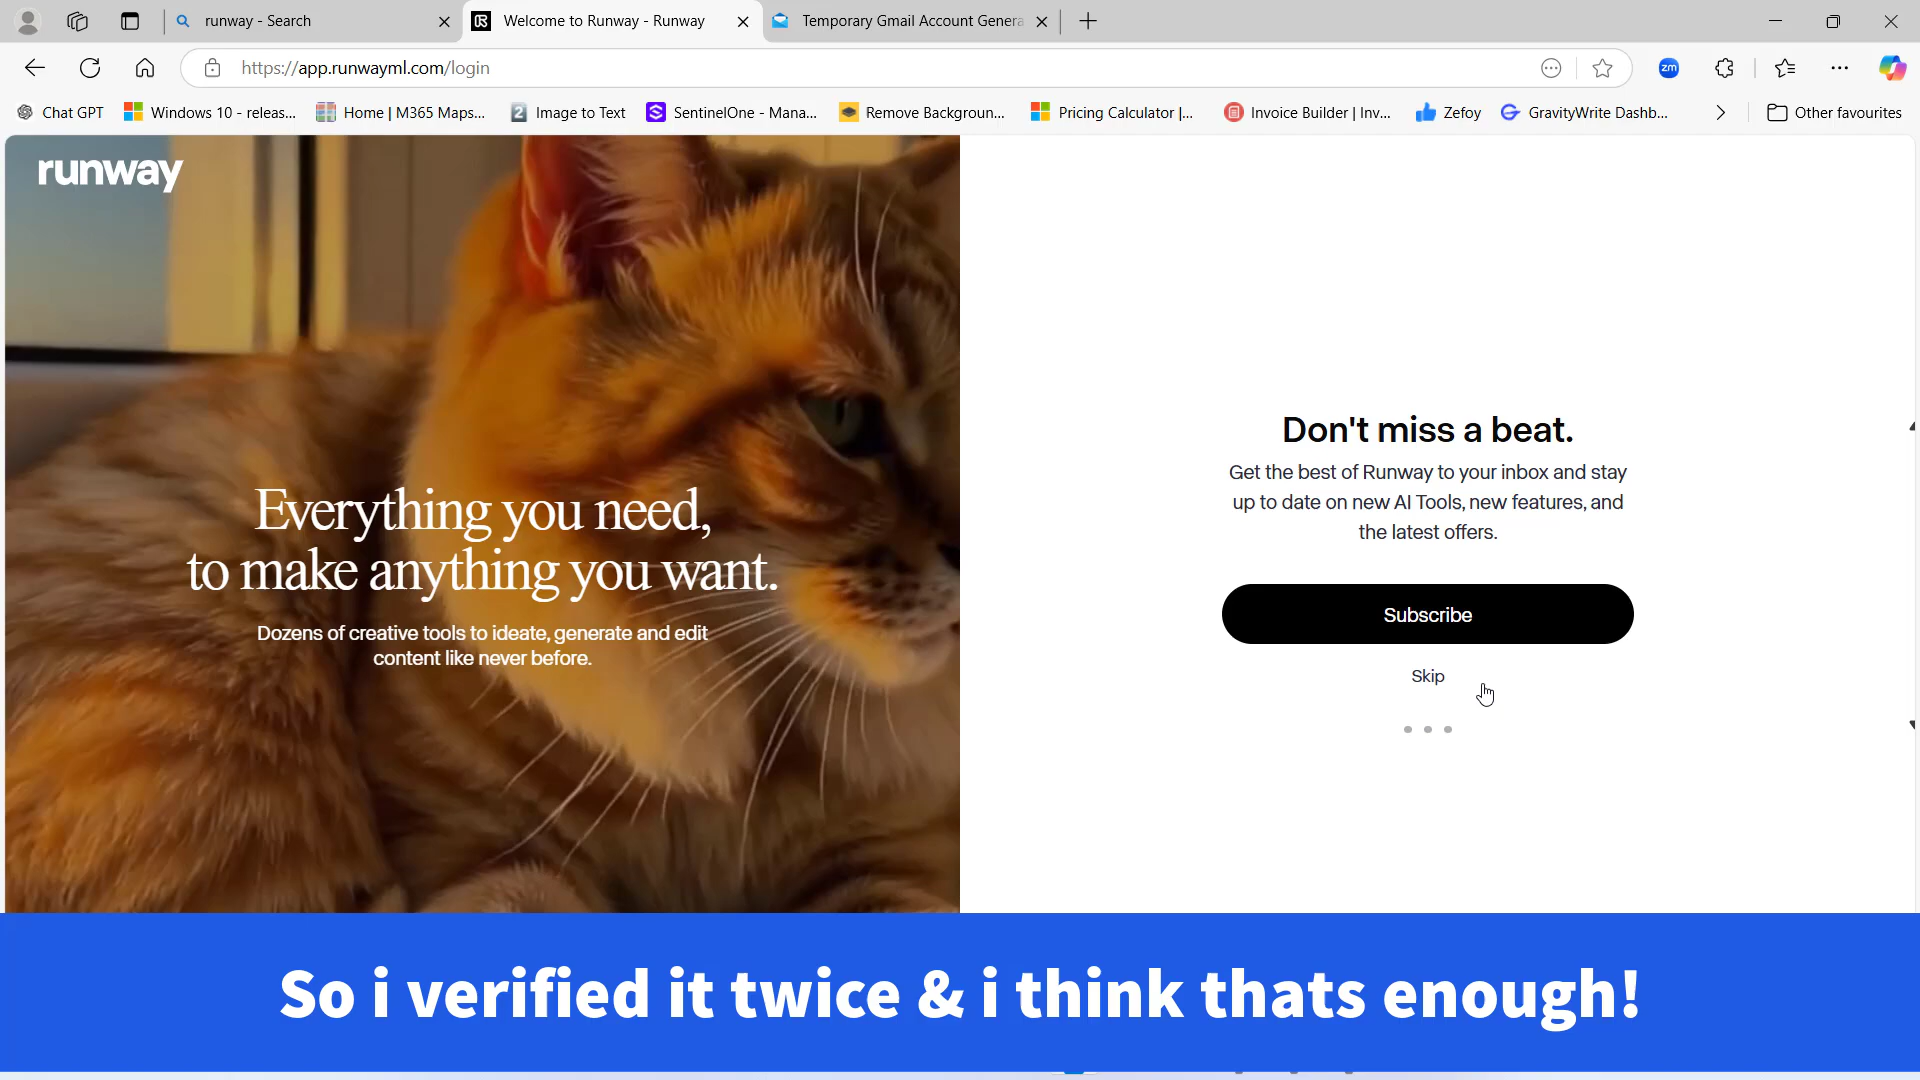 runway - Search
Welcome to Runway - Runway
Temporary Gmail Account Genera
https://app.runwayml.com/login
zm
Chat GPT
Windows 10 - releas...
Home | M365 Maps...
2
Image to Text
SentinelOne - Mana...
Remove Backgroun...
Pricing Calculator |...
Invoice Builder | Inv...
Zefoy
GravityWrite Dashb...
Other favourites
runway
Everything you need,
to make anything you want.
Dozens of creative tools to ideate, generate and edit
content like never before.
Don't miss a beat.
Get the best of Runway to your inbox and stay
up to date on new AI Tools, new features, and
the latest offers.
Subscribe
Skip
So i verified it twice & i think thats enough!